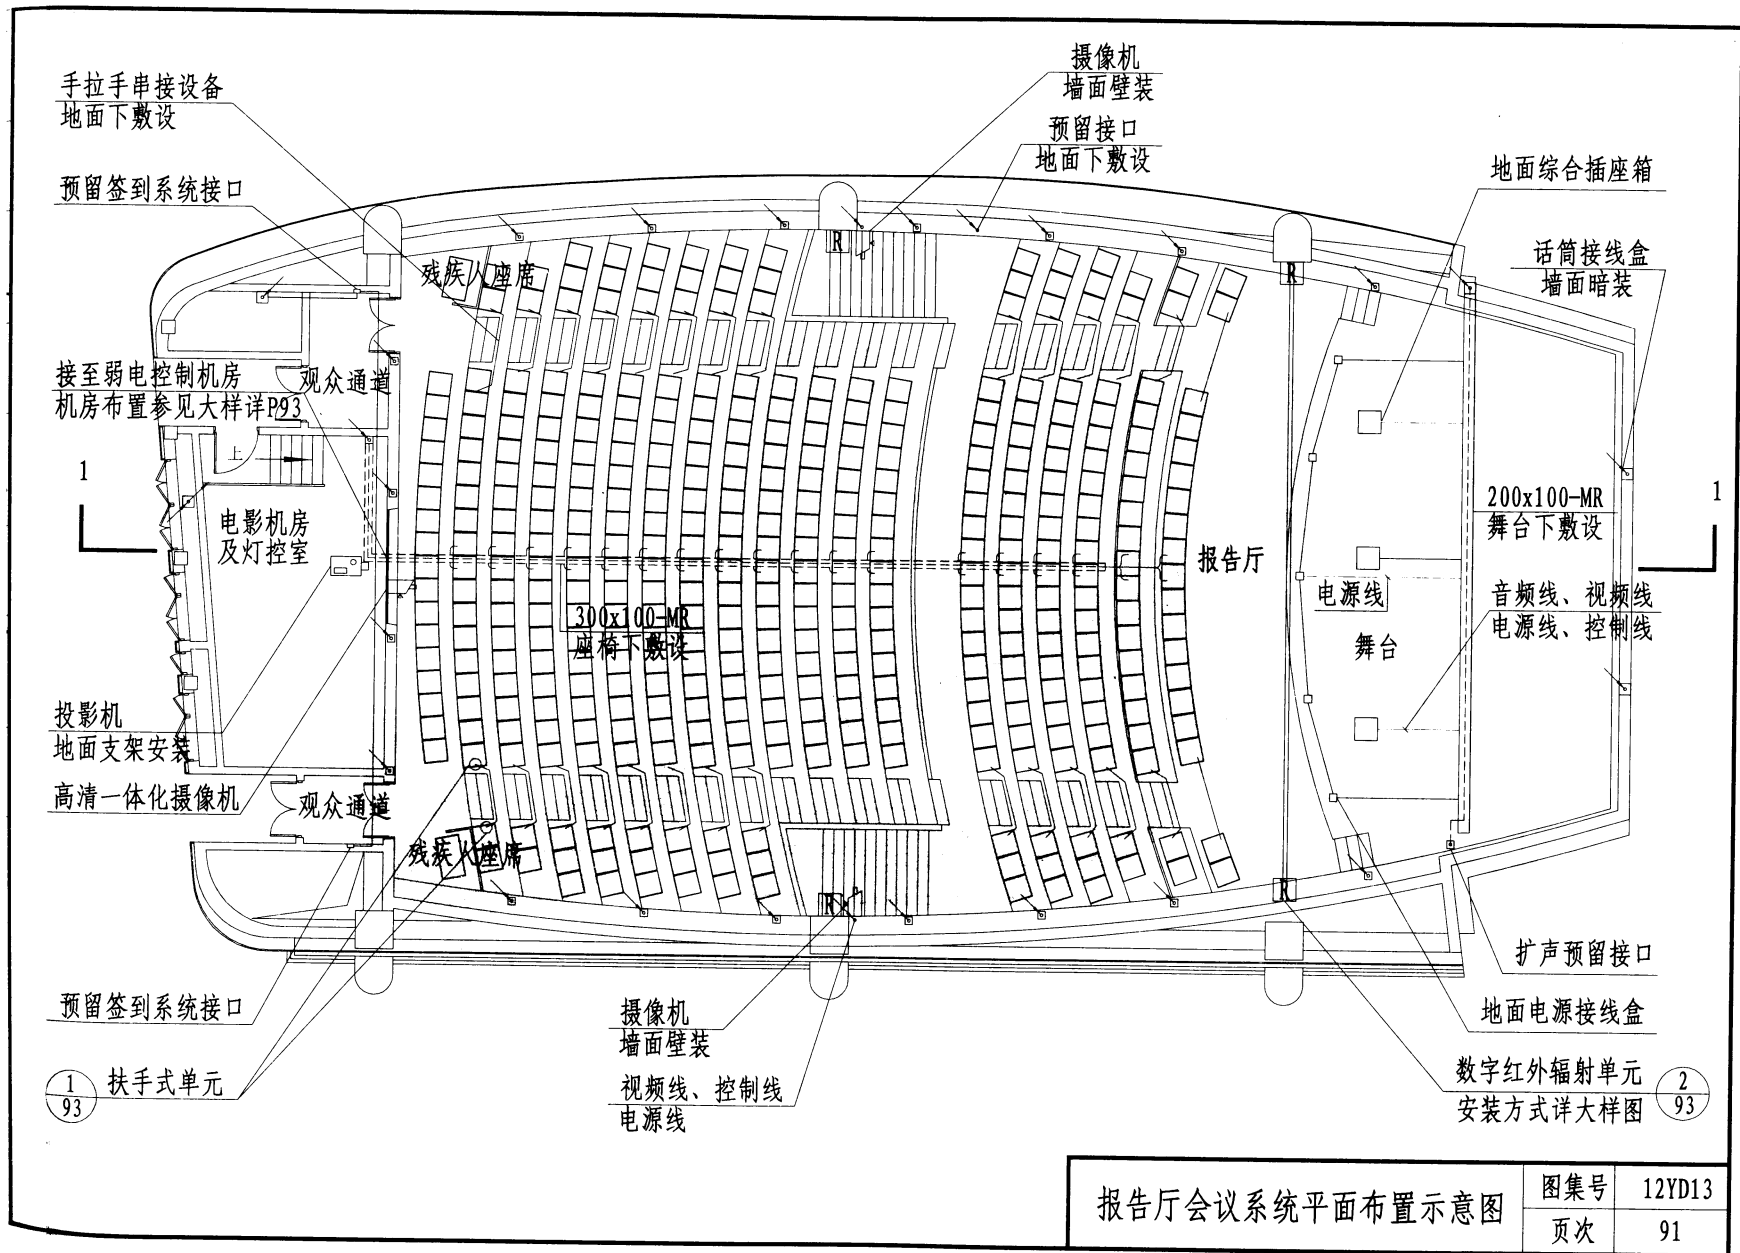 手拉手串接设备
地面下敷设
预留签到系统接口
摄像机
墙面壁装
预留接口
地面下敷设
地面综合插座箱
话筒接线盒
墙面暗装
残疾人座席
R
R
接至弱电控制机房
机房布置参见大样详P93
观众通道
上
1
1
电影机房
及灯控室
200x100-MR
舞台下敷设
报告厅
电源线
音频线、视频线
电源线、控制线
300x100-MR
座椅下敷设
舞台
投影机
地面支架安装
高清一体化摄像机
观众通道
残疾人座席
R
R
扩声预留接口
预留签到系统接口
摄像机
墙面壁装
地面电源接线盒
1
93
扶手式单元
视频线、控制线
电源线
数字红外辐射单元
安装方式详大样图
2
93
报告厅会议系统平面布置示意图
图集号
12YD13
页次
91